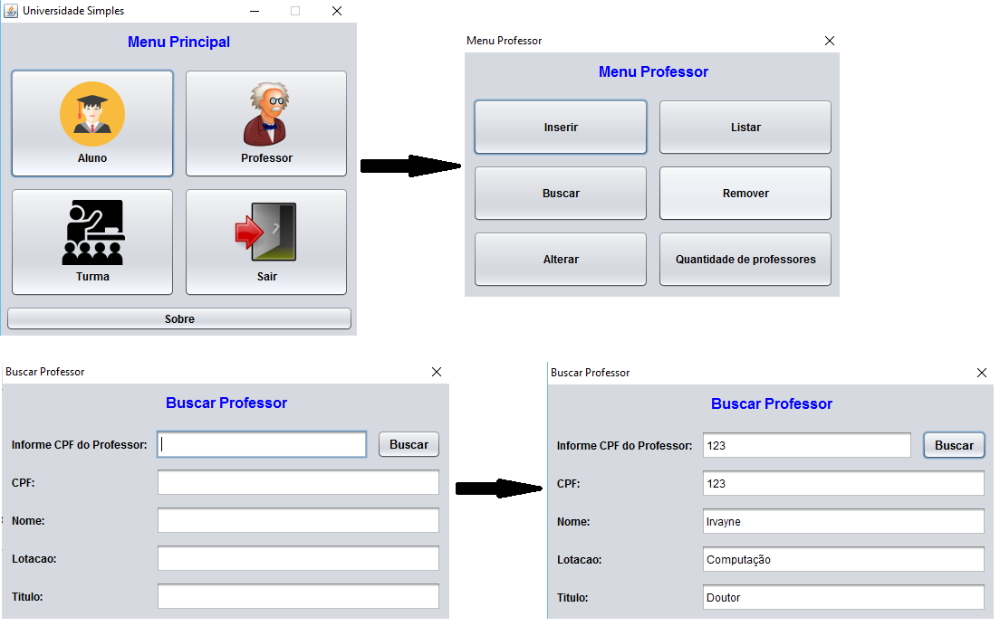 Universidade Simples
Menu Principal
Aluno
Professor
Turma
Sair
Sobre
Menu Professor
Menu Professor
Inserir
Listar
Buscar
Remover
Alterar
Quantidade de professores
Buscar Professor
Buscar Professor
Informe CPF do Professor:
Buscar
CPF:
Nome:
Lotacao:
Titulo:
Buscar Professor
Buscar Professor
Informe CPF do Professor: 123
Buscar
CPF: 123
Nome: Irvayne
Lotacao: Computação
Titulo: Doutor